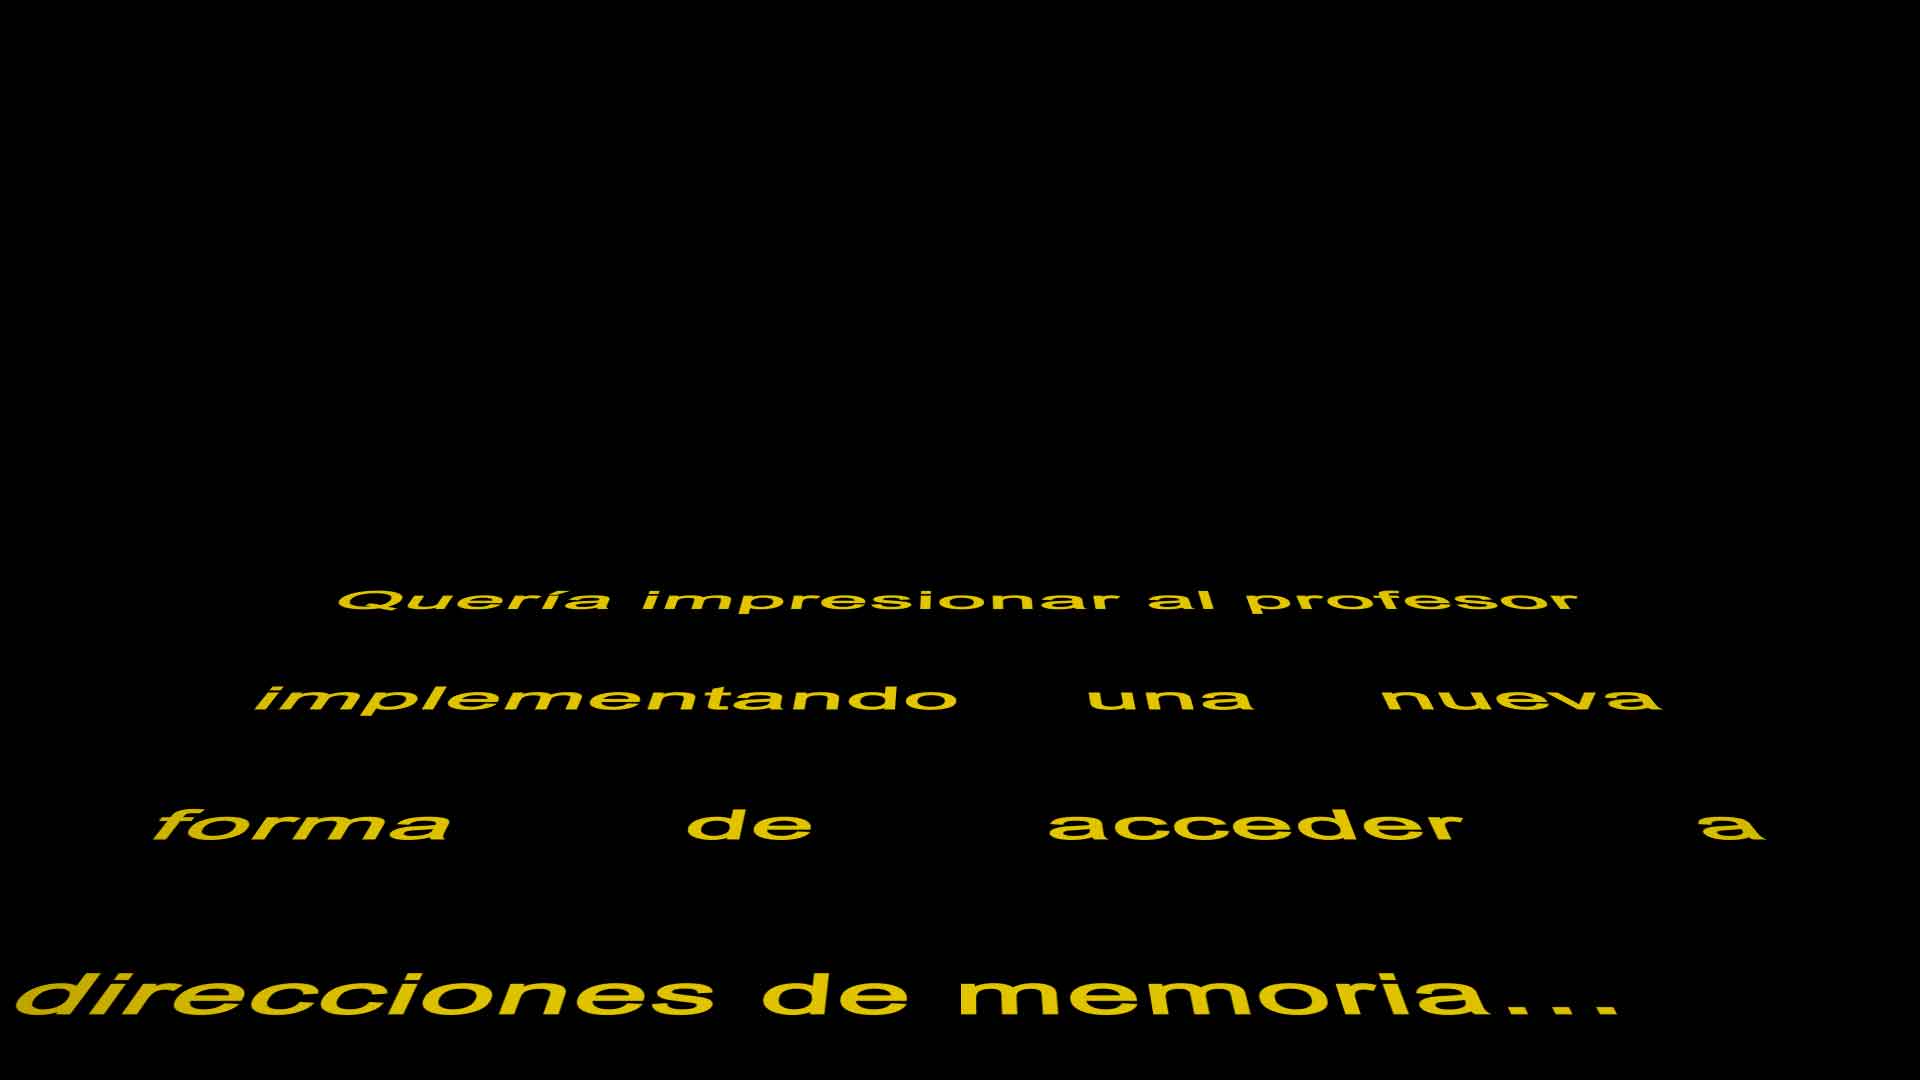 Quería impresionar al profesor
implementando una nueva
forma de acceder a
direcciones de memoria...